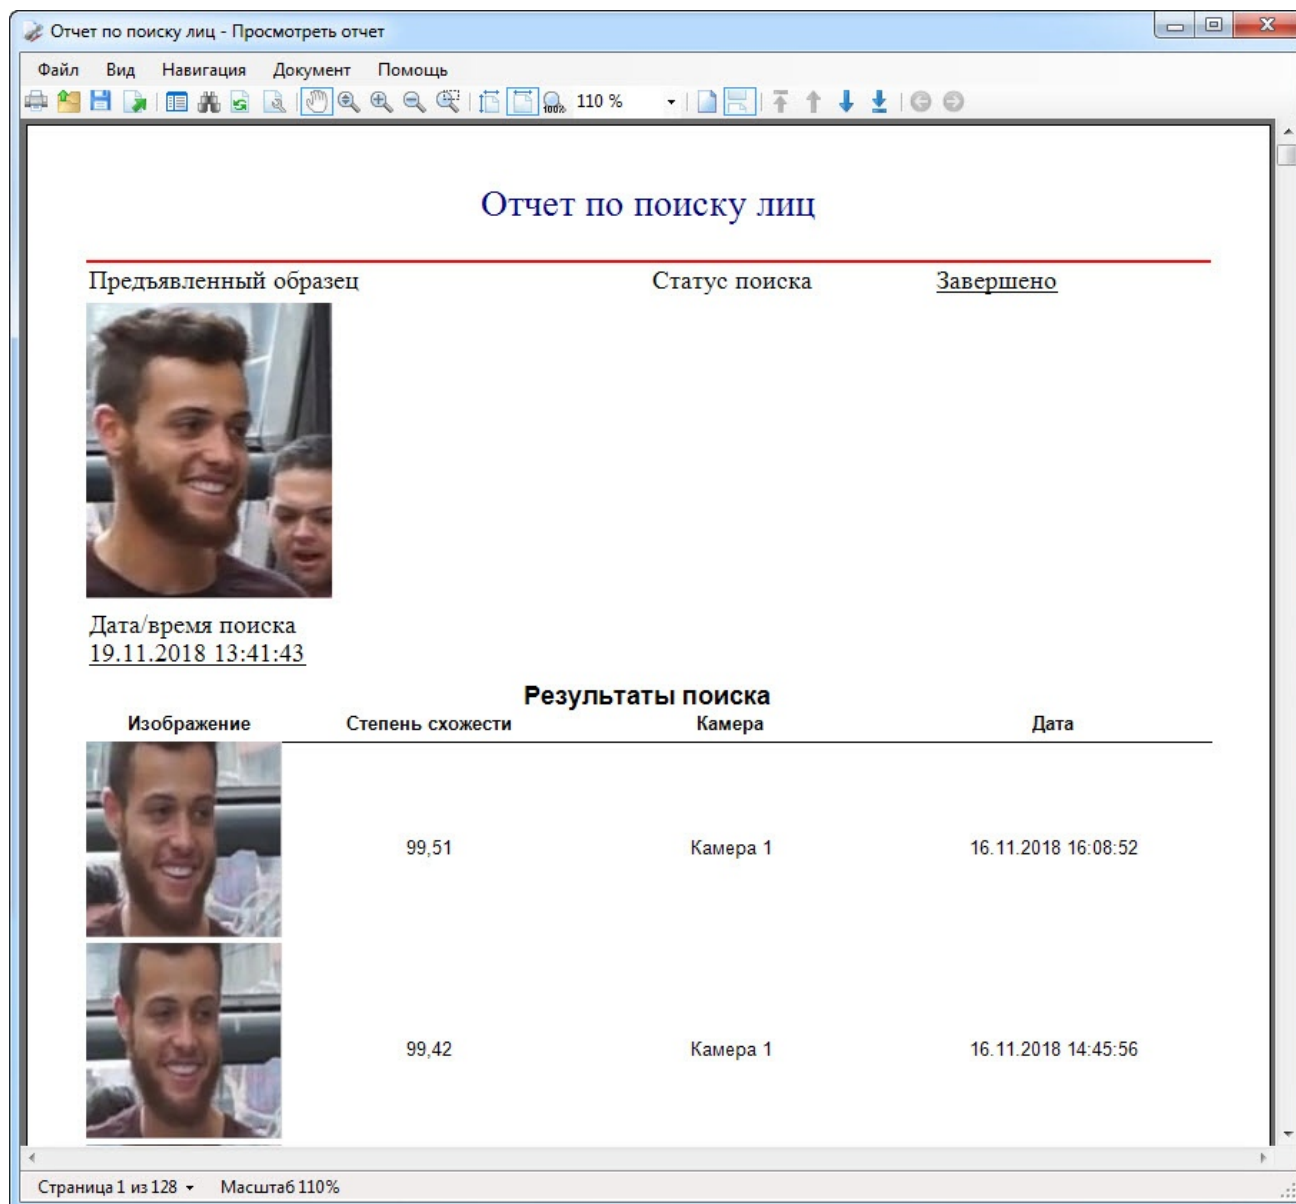 Отчет по поиску лиц - Просмотреть отчет
Файл Вид Навигация Документ Помощь
100% 110 %
Отчет по поиску лиц
Предъявленный образец Статус поиска Завершено
Дата/время поиска
19.11.2018 13:41:43
Результаты поиска
Изображение Степень схожести Камера Дата
99,51 Камера 1 16.11.2018 16:08:52
99,42 Камера 1 16.11.2018 14:45:56
Страница 1 из 128 Масштаб 110%